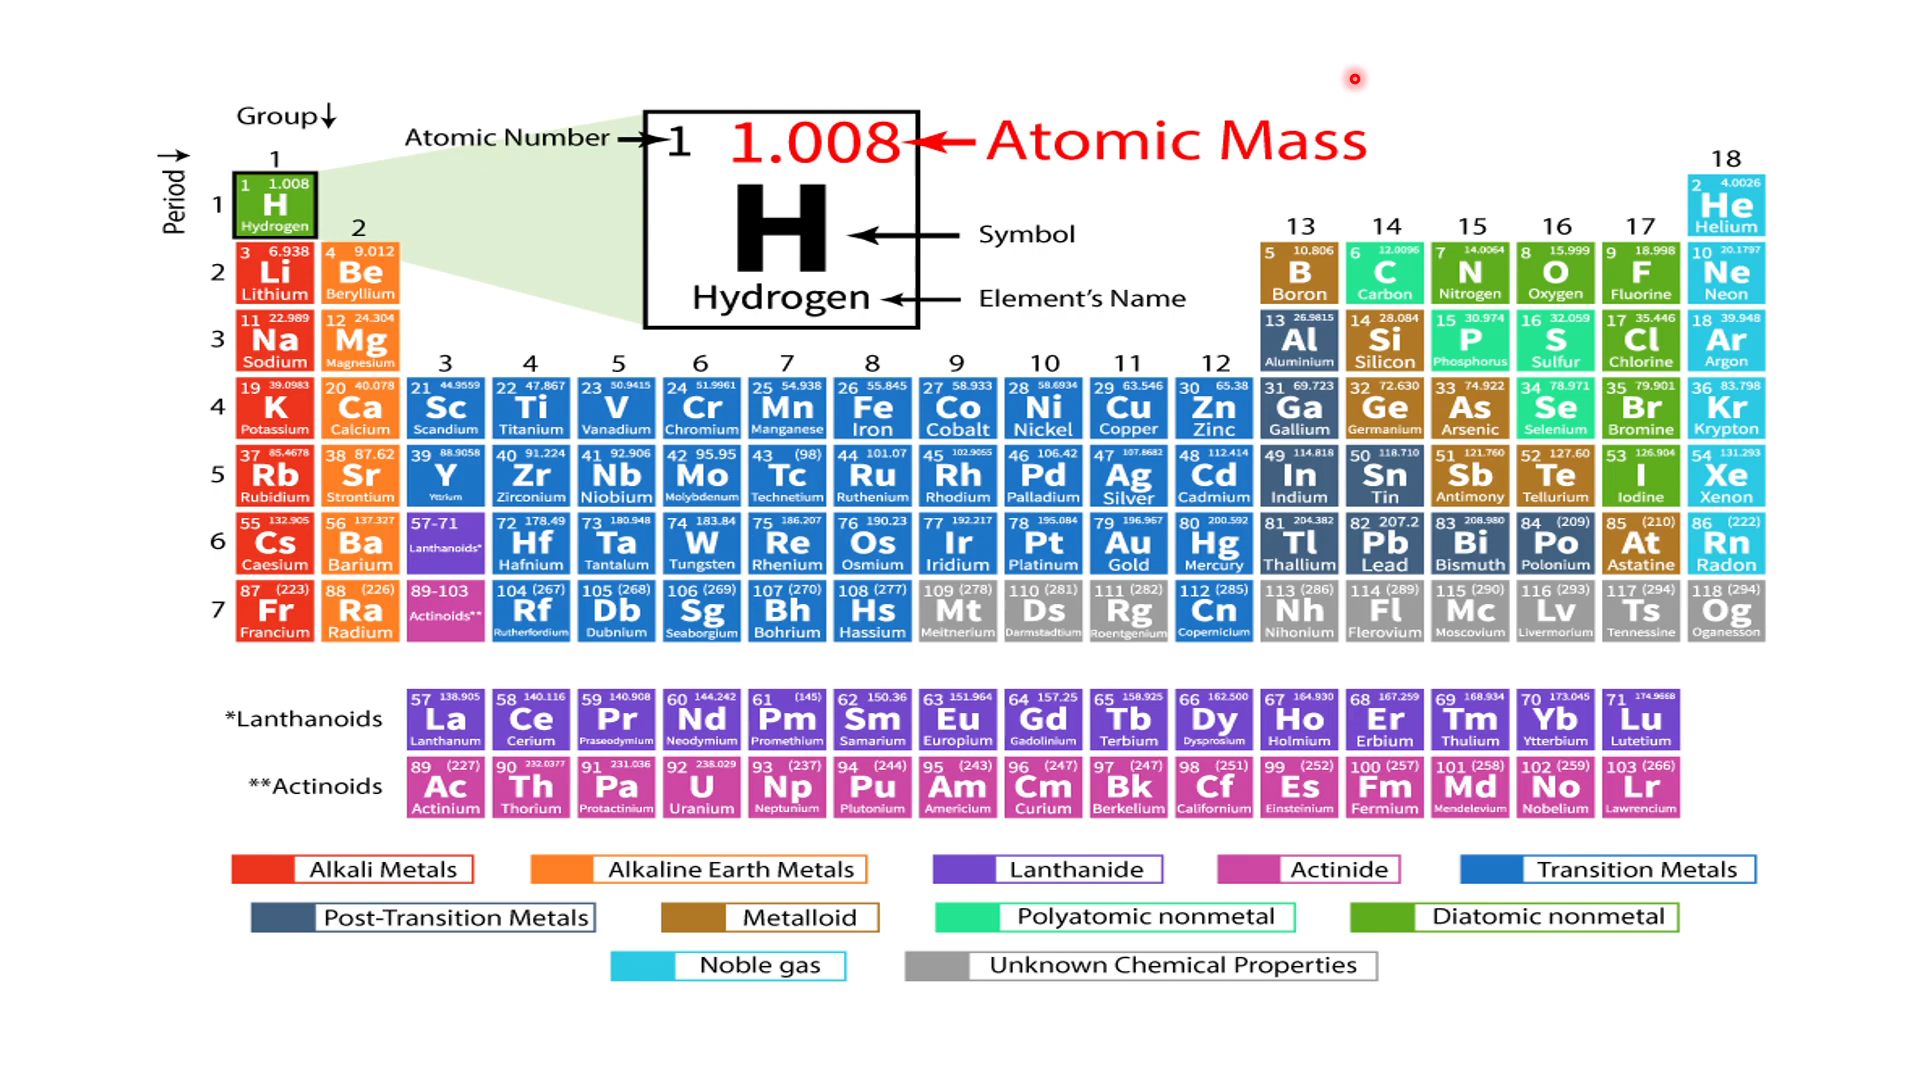 Group↓
Period ↓
Atomic Number
1 1.008
H
Hydrogen
Atomic Mass
Symbol
Element's Name
1 2 3 4 5 6 7 8 9 10 11 12 13 14 15 16 17 18
1
1 1.008 H Hydrogen
2 4.0026 He Helium
2
3 6.938 Li Lithium
4 9.012 Be Beryllium
5 10.806 B Boron
6 12.0096 C Carbon
7 14.0064 N Nitrogen
8 15.999 O Oxygen
9 18.998 F Fluorine
10 20.1797 Ne Neon
3
11 22.989 Na Sodium
12 24.304 Mg Magnesium
13 26.9815 Al Aluminium
14 28.084 Si Silicon
15 30.974 P Phosphorus
16 32.059 S Sulfur
17 35.446 Cl Chlorine
18 39.948 Ar Argon
4
19 39.0983 K Potassium
20 40.078 Ca Calcium
21 44.9559 Sc Scandium
22 47.867 Ti Titanium
23 50.9415 V Vanadium
24 51.9961 Cr Chromium
25 54.938 Mn Manganese
26 55.845 Fe Iron
27 58.933 Co Cobalt
28 58.6934 Ni Nickel
29 63.546 Cu Copper
30 65.38 Zn Zinc
31 69.723 Ga Gallium
32 72.630 Ge Germanium
33 74.922 As Arsenic
34 78.971 Se Selenium
35 79.901 Br Bromine
36 83.798 Kr Krypton
5
37 85.4678 Rb Rubidium
38 87.62 Sr Strontium
39 88.9058 Y Yttrium
40 91.224 Zr Zirconium
41 92.906 Nb Niobium
42 95.95 Mo Molybdenum
43 (98) Tc Technetium
44 101.07 Ru Ruthenium
45 102.9055 Rh Rhodium
46 106.42 Pd Palladium
47 107.8682 Ag Silver
48 112.414 Cd Cadmium
49 114.818 In Indium
50 118.710 Sn Tin
51 121.760 Sb Antimony
52 127.60 Te Tellurium
53 126.904 I Iodine
54 131.293 Xe Xenon
6
55 132.905 Cs Caesium
56 137.327 Ba Barium
57-71 Lanthanoids*
72 178.49 Hf Hafnium
73 180.948 Ta Tantalum
74 183.84 W Tungsten
75 186.207 Re Rhenium
76 190.23 Os Osmium
77 192.217 Ir Iridium
78 195.084 Pt Platinum
79 196.967 Au Gold
80 200.592 Hg Mercury
81 204.382 Tl Thallium
82 207.2 Pb Lead
83 208.980 Bi Bismuth
84 (209) Po Polonium
85 (210) At Astatine
86 (222) Rn Radon
7
87 (223) Fr Francium
88 (226) Ra Radium
89-103 Actinoids**
104 (267) Rf Rutherfordium
105 (268) Db Dubnium
106 (269) Sg Seaborgium
107 (270) Bh Bohrium
108 (277) Hs Hassium
109 (278) Mt Meitnerium
110 (281) Ds Darmstadtium
111 (282) Rg Roentgenium
112 (285) Cn Copernicium
113 (286) Nh Nihonium
114 (289) Fl Flerovium
115 (290) Mc Moscovium
116 (293) Lv Livermorium
117 (294) Ts Tennessine
118 (294) Og Oganesson
*Lanthanoids
57 138.905 La Lanthanum
58 140.116 Ce Cerium
59 140.908 Pr Praseodymium
60 144.242 Nd Neodymium
61 (145) Pm Promethium
62 150.36 Sm Samarium
63 151.964 Eu Europium
64 157.25 Gd Gadolinium
65 158.925 Tb Terbium
66 162.500 Dy Dysprosium
67 164.930 Ho Holmium
68 167.259 Er Erbium
69 168.934 Tm Thulium
70 173.045 Yb Ytterbium
71 174.9668 Lu Lutetium
**Actinoids
89 (227) Ac Actinium
90 232.0377 Th Thorium
91 231.036 Pa Protactinium
92 238.029 U Uranium
93 (237) Np Neptunium
94 (244) Pu Plutonium
95 (243) Am Americium
96 (247) Cm Curium
97 (247) Bk Berkelium
98 (251) Cf Californium
99 (252) Es Einsteinium
100 (257) Fm Fermium
101 (258) Md Mendelevium
102 (259) No Nobelium
103 (266) Lr Lawrencium
Alkali Metals
Alkaline Earth Metals
Lanthanide
Actinide
Transition Metals
Post-Transition Metals
Metalloid
Polyatomic nonmetal
Diatomic nonmetal
Noble gas
Unknown Chemical Properties